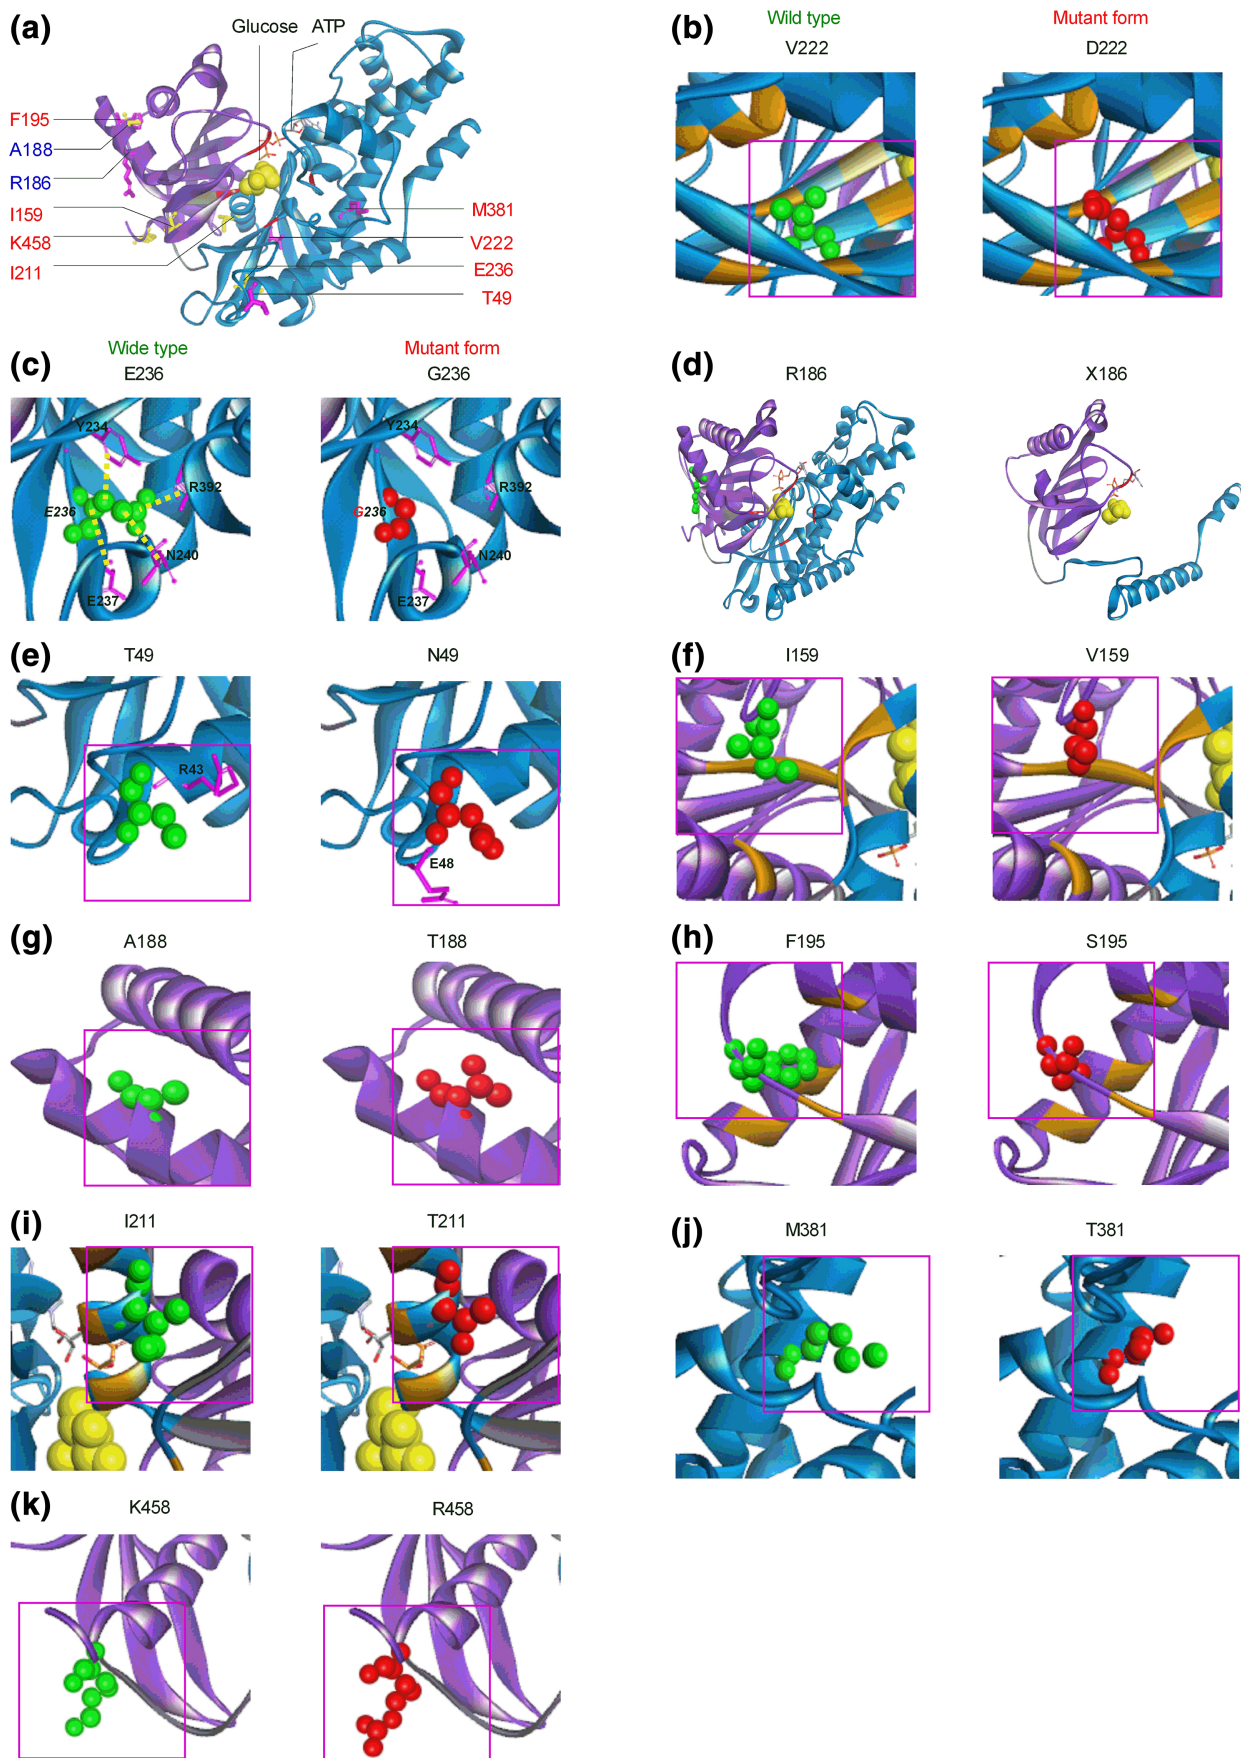 (a)
Glucose ATP
F195
A188
R186
I159
K458
I211
M381
V222
E236
T49
(b)
Wild type
V222
Mutant form
D222
(c)
Wide type
E236
Mutant form
G236
Y234
R392
E236
N240
E237
Y234
R392
G236
N240
E237
(d)
R186
X186
(e)
T49
N49
R43
E48
(f)
I159
V159
(g)
A188
T188
(h)
F195
S195
(i)
I211
T211
(j)
M381
T381
(k)
K458
R458